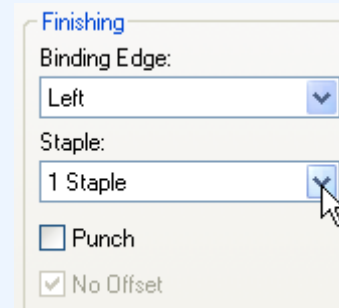 Finishing
Binding Edge:
Left
Staple:
1 Staple
Punch
No Offset